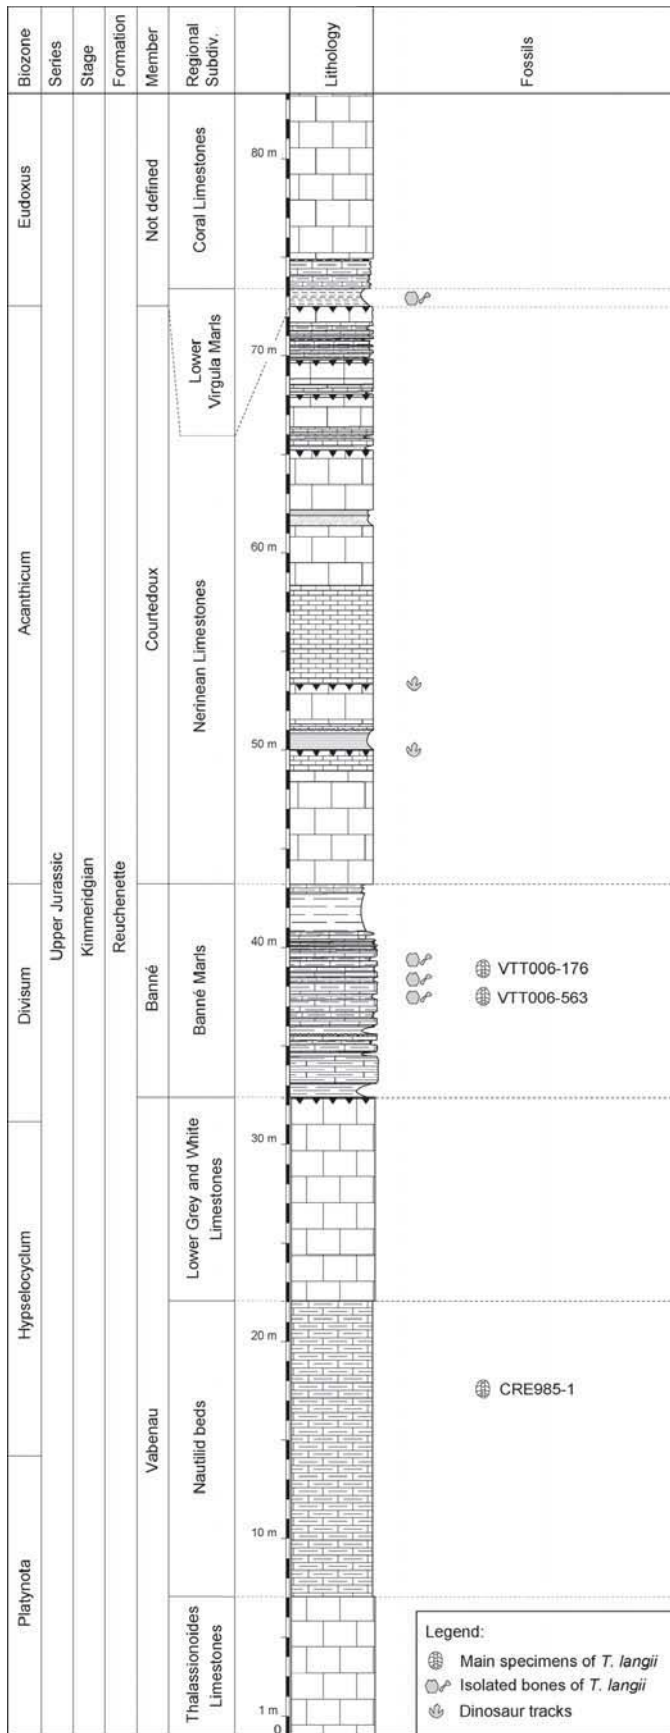 Biozone
Series
Stage
Formation
Member
Regional
Subdiv.
Lithology
Fossils
Eudoxus
Not defined
Coral Limestones
80 m
Lower
Virgula Marls
70 m
Acanthicum
Courtedoux
Nerinean Limestones
60 m
50 m
Upper Jurassic
Kimmeridgian
Reuchenette
Divisum
Banné
Banné Marls
40 m
VTT006-176
VTT006-563
Hypselocyclum
Lower Grey and White
Limestones
30 m
Vabenau
Nautilid beds
20 m
CRE985-1
10 m
Platynota
Thalassionoides
Limestones
1 m
0
Legend:
Main specimens of T. langii
Isolated bones of T. langii
Dinosaur tracks